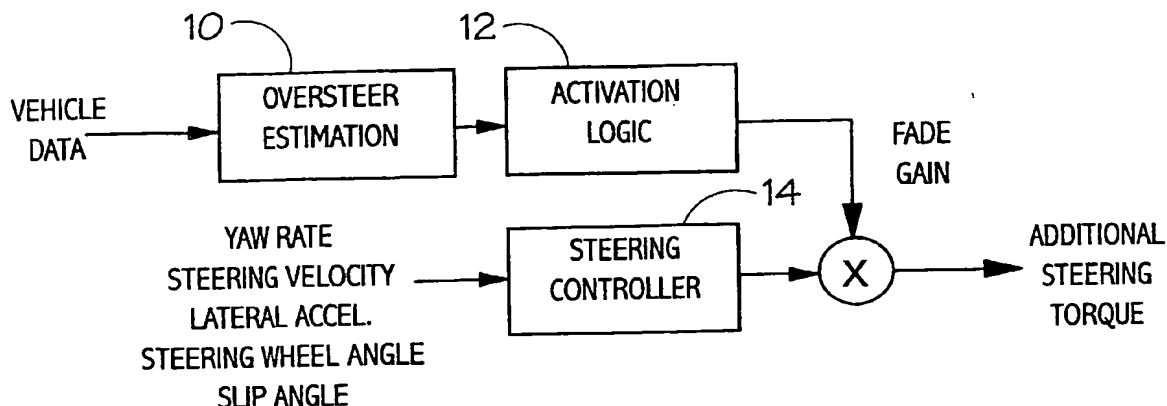 10
12
VEHICLE
DATA
OVERSTEER
ESTIMATION
ACTIVATION
LOGIC
FADE
GAIN
14
YAW RATE
STEERING VELOCITY
LATERAL ACCEL.
STEERING WHEEL ANGLE
SLIP ANGLE
STEERING
CONTROLLER
X
ADDITIONAL
STEERING
TORQUE